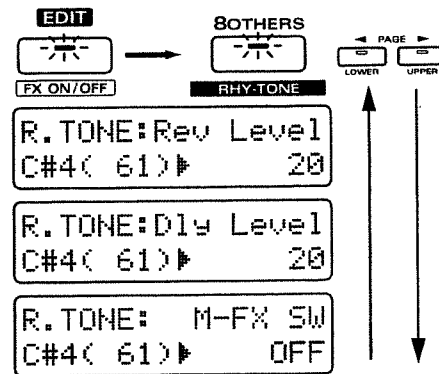 EDIT
FX ON/OFF
8OTHERS
RHY-TONE
◄ PAGE ►
LOWER UPPER
R.TONE:Rev Level
C#4( 61)▶ 20
R.TONE:Dly Level
C#4( 61)▶ 20
R.TONE: M-FX SW
C#4( 61)▶ OFF